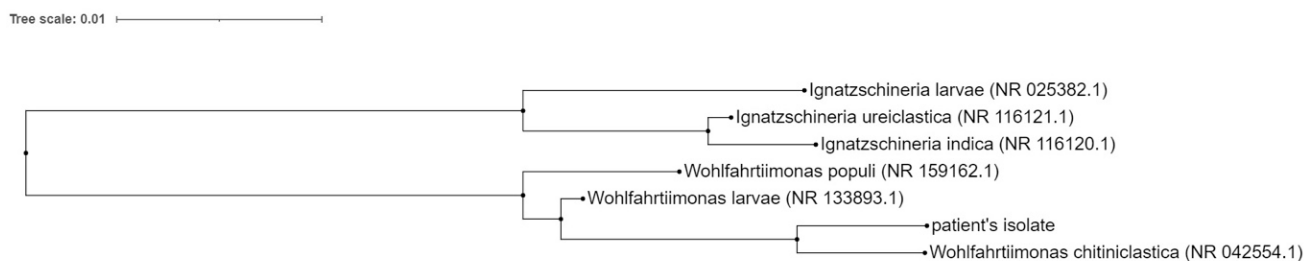 Tree scale: 0.01
Ignatzschineria larvae (NR 025382.1)
Ignatzschineria ureiclastica (NR 116121.1)
Ignatzschineria indica (NR 116120.1)
Wohlfahrtiimonas populi (NR 159162.1)
Wohlfahrtiimonas larvae (NR 133893.1)
patient's isolate
Wohlfahrtiimonas chitiniclastica (NR 042554.1)